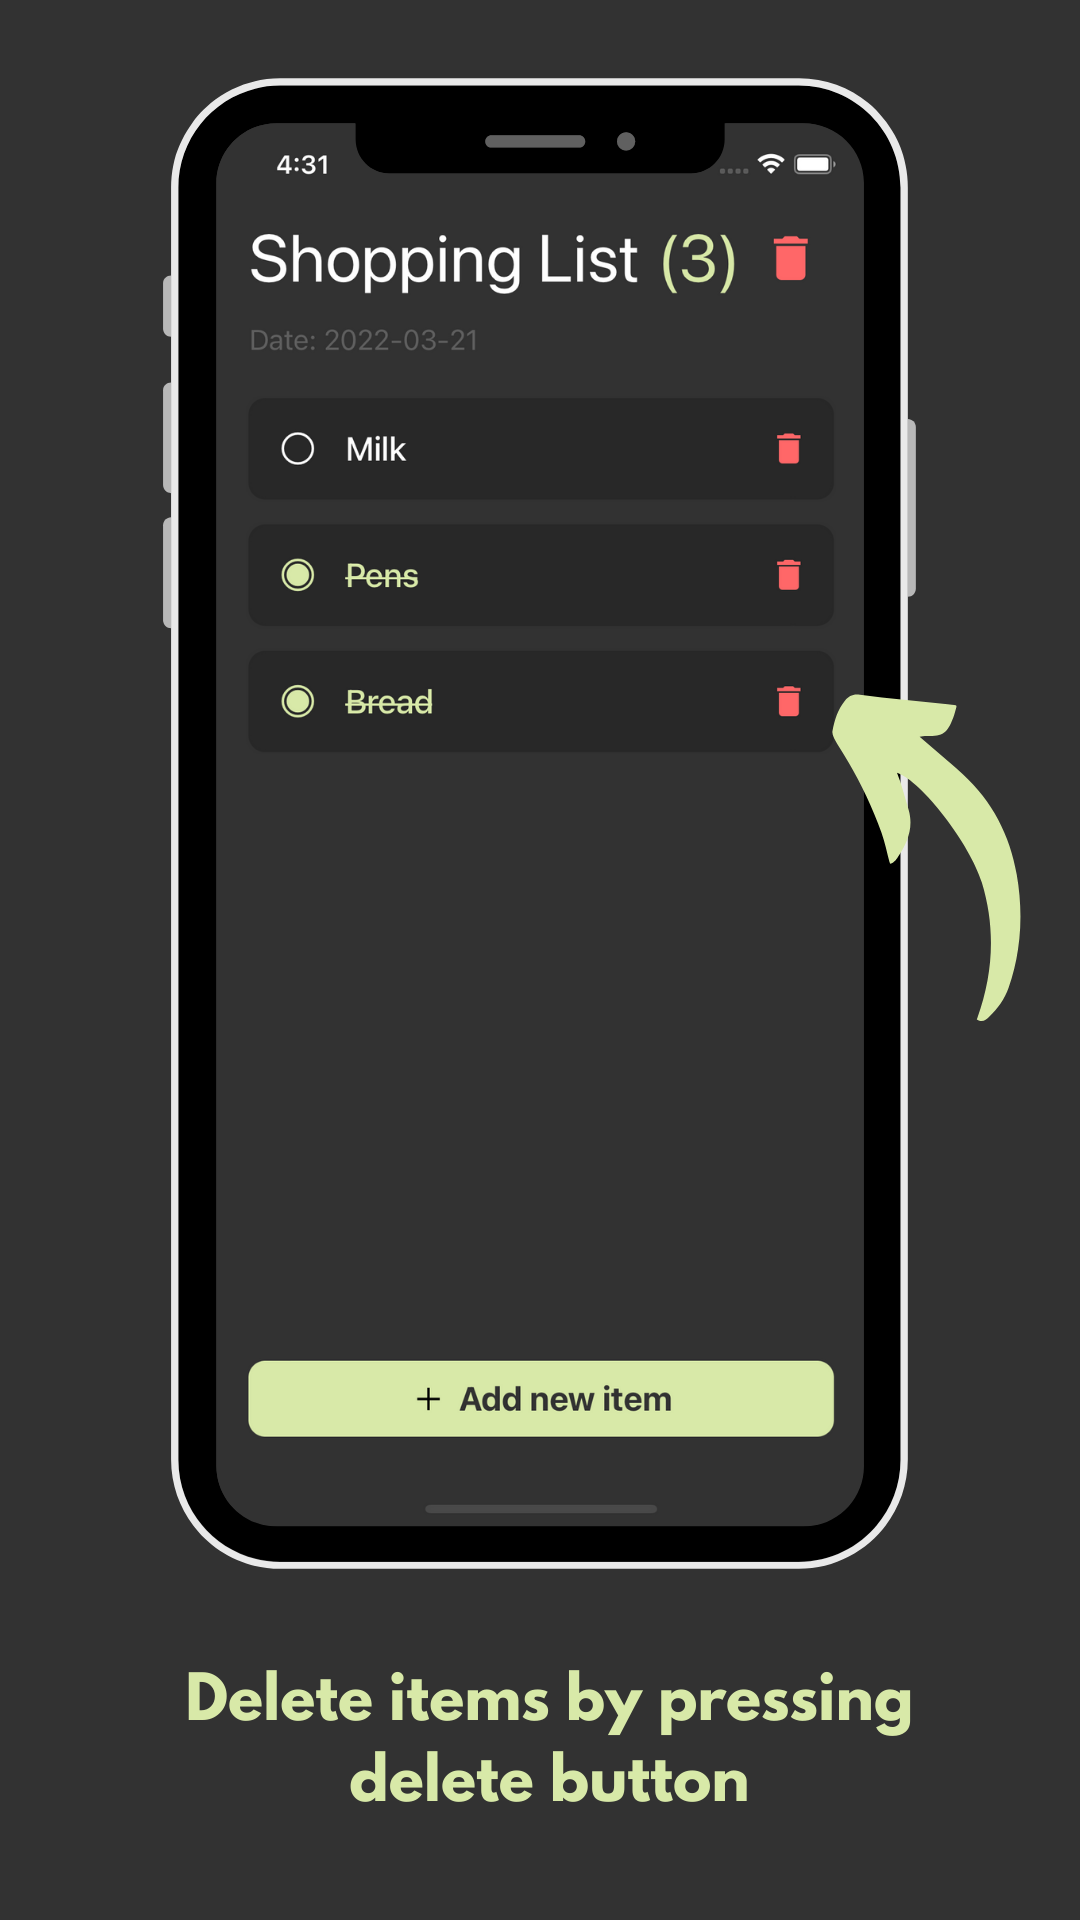 4:31
Shopping List (3)
Date: 2022-03-21
Milk
Pens
Bread
+ Add new item
Delete items by pressing
delete button